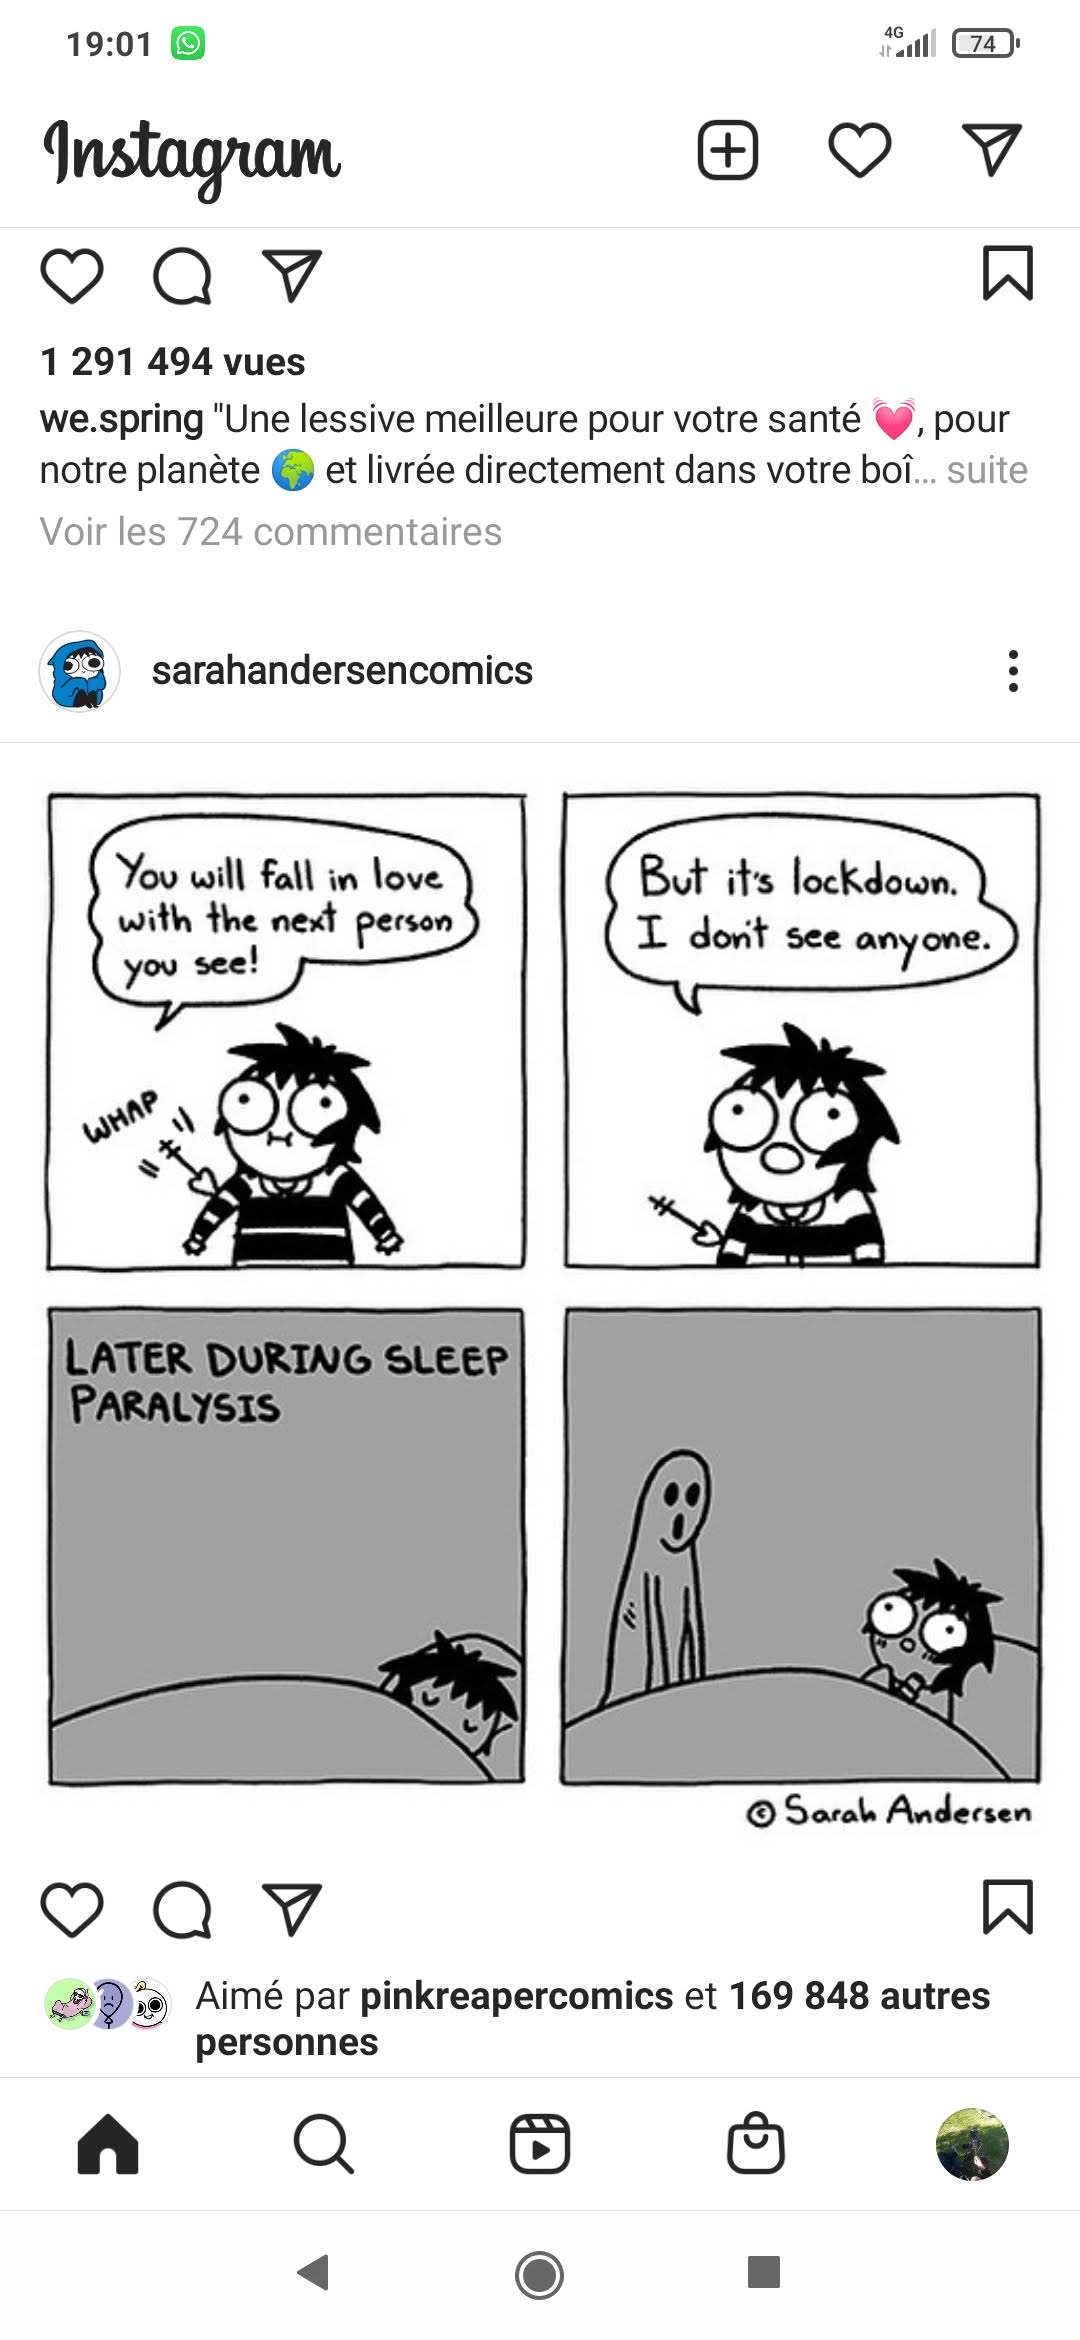 19:01
4G
74
Instagram
1 291 494 vues
we.spring "Une lessive meilleure pour votre santé 💓, pour
notre planète 🌍 et livrée directement dans votre boî... suite
Voir les 724 commentaires
sarahandersencomics
You will fall in love
with the next person
you see!
WHAP
But it's lockdown.
I don't see anyone.
LATER DURING SLEEP
PARALYSIS
© Sarah Andersen
Aimé par pinkreapercomics et 169 848 autres
personnes